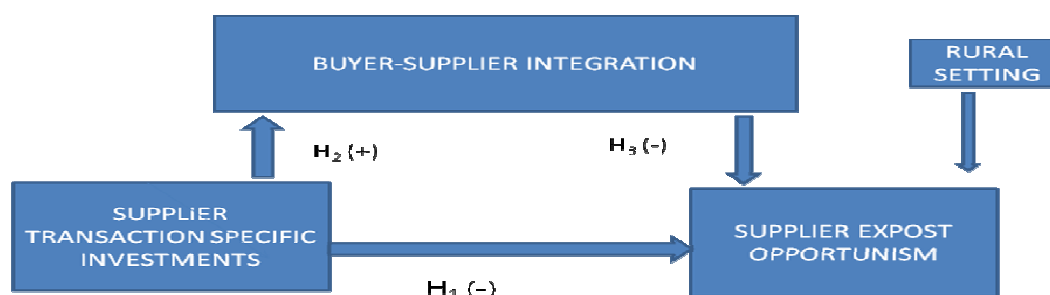 BUYER-SUPPLIER INTEGRATION
RURAL
SETTING
H₂ (+)
H₃ (-)
SUPPLiER
TRANSACTION SPECIFIC
INVESTMENTS
SUPPLIER EXPOST
OPPORTUNISM
H₁ (-)